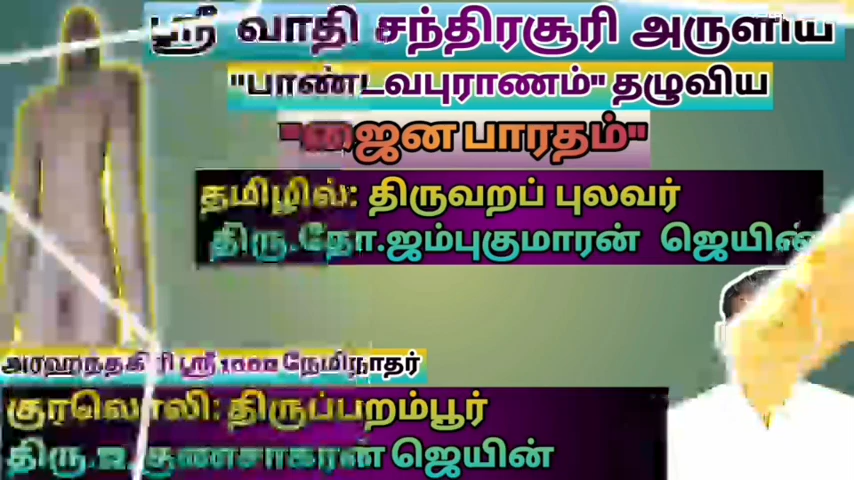 ஸ்ரீ வாதி சந்திரசூரி அருளிய
"பாண்டவபுராணம்" தழுவிய
"ஜைன பாரதம்"
தமிழில்: திருவறப் புலவர்
திரு.தோ.ஜம்புகுமாரன் ஜெயின்
அரஹந்தகிரி ஸ்ரீ 1008 நேமிநாதர்
குரலொலி: திருப்பறம்பூர்
திரு.ஐ.குணசாகரன் ஜெயின்